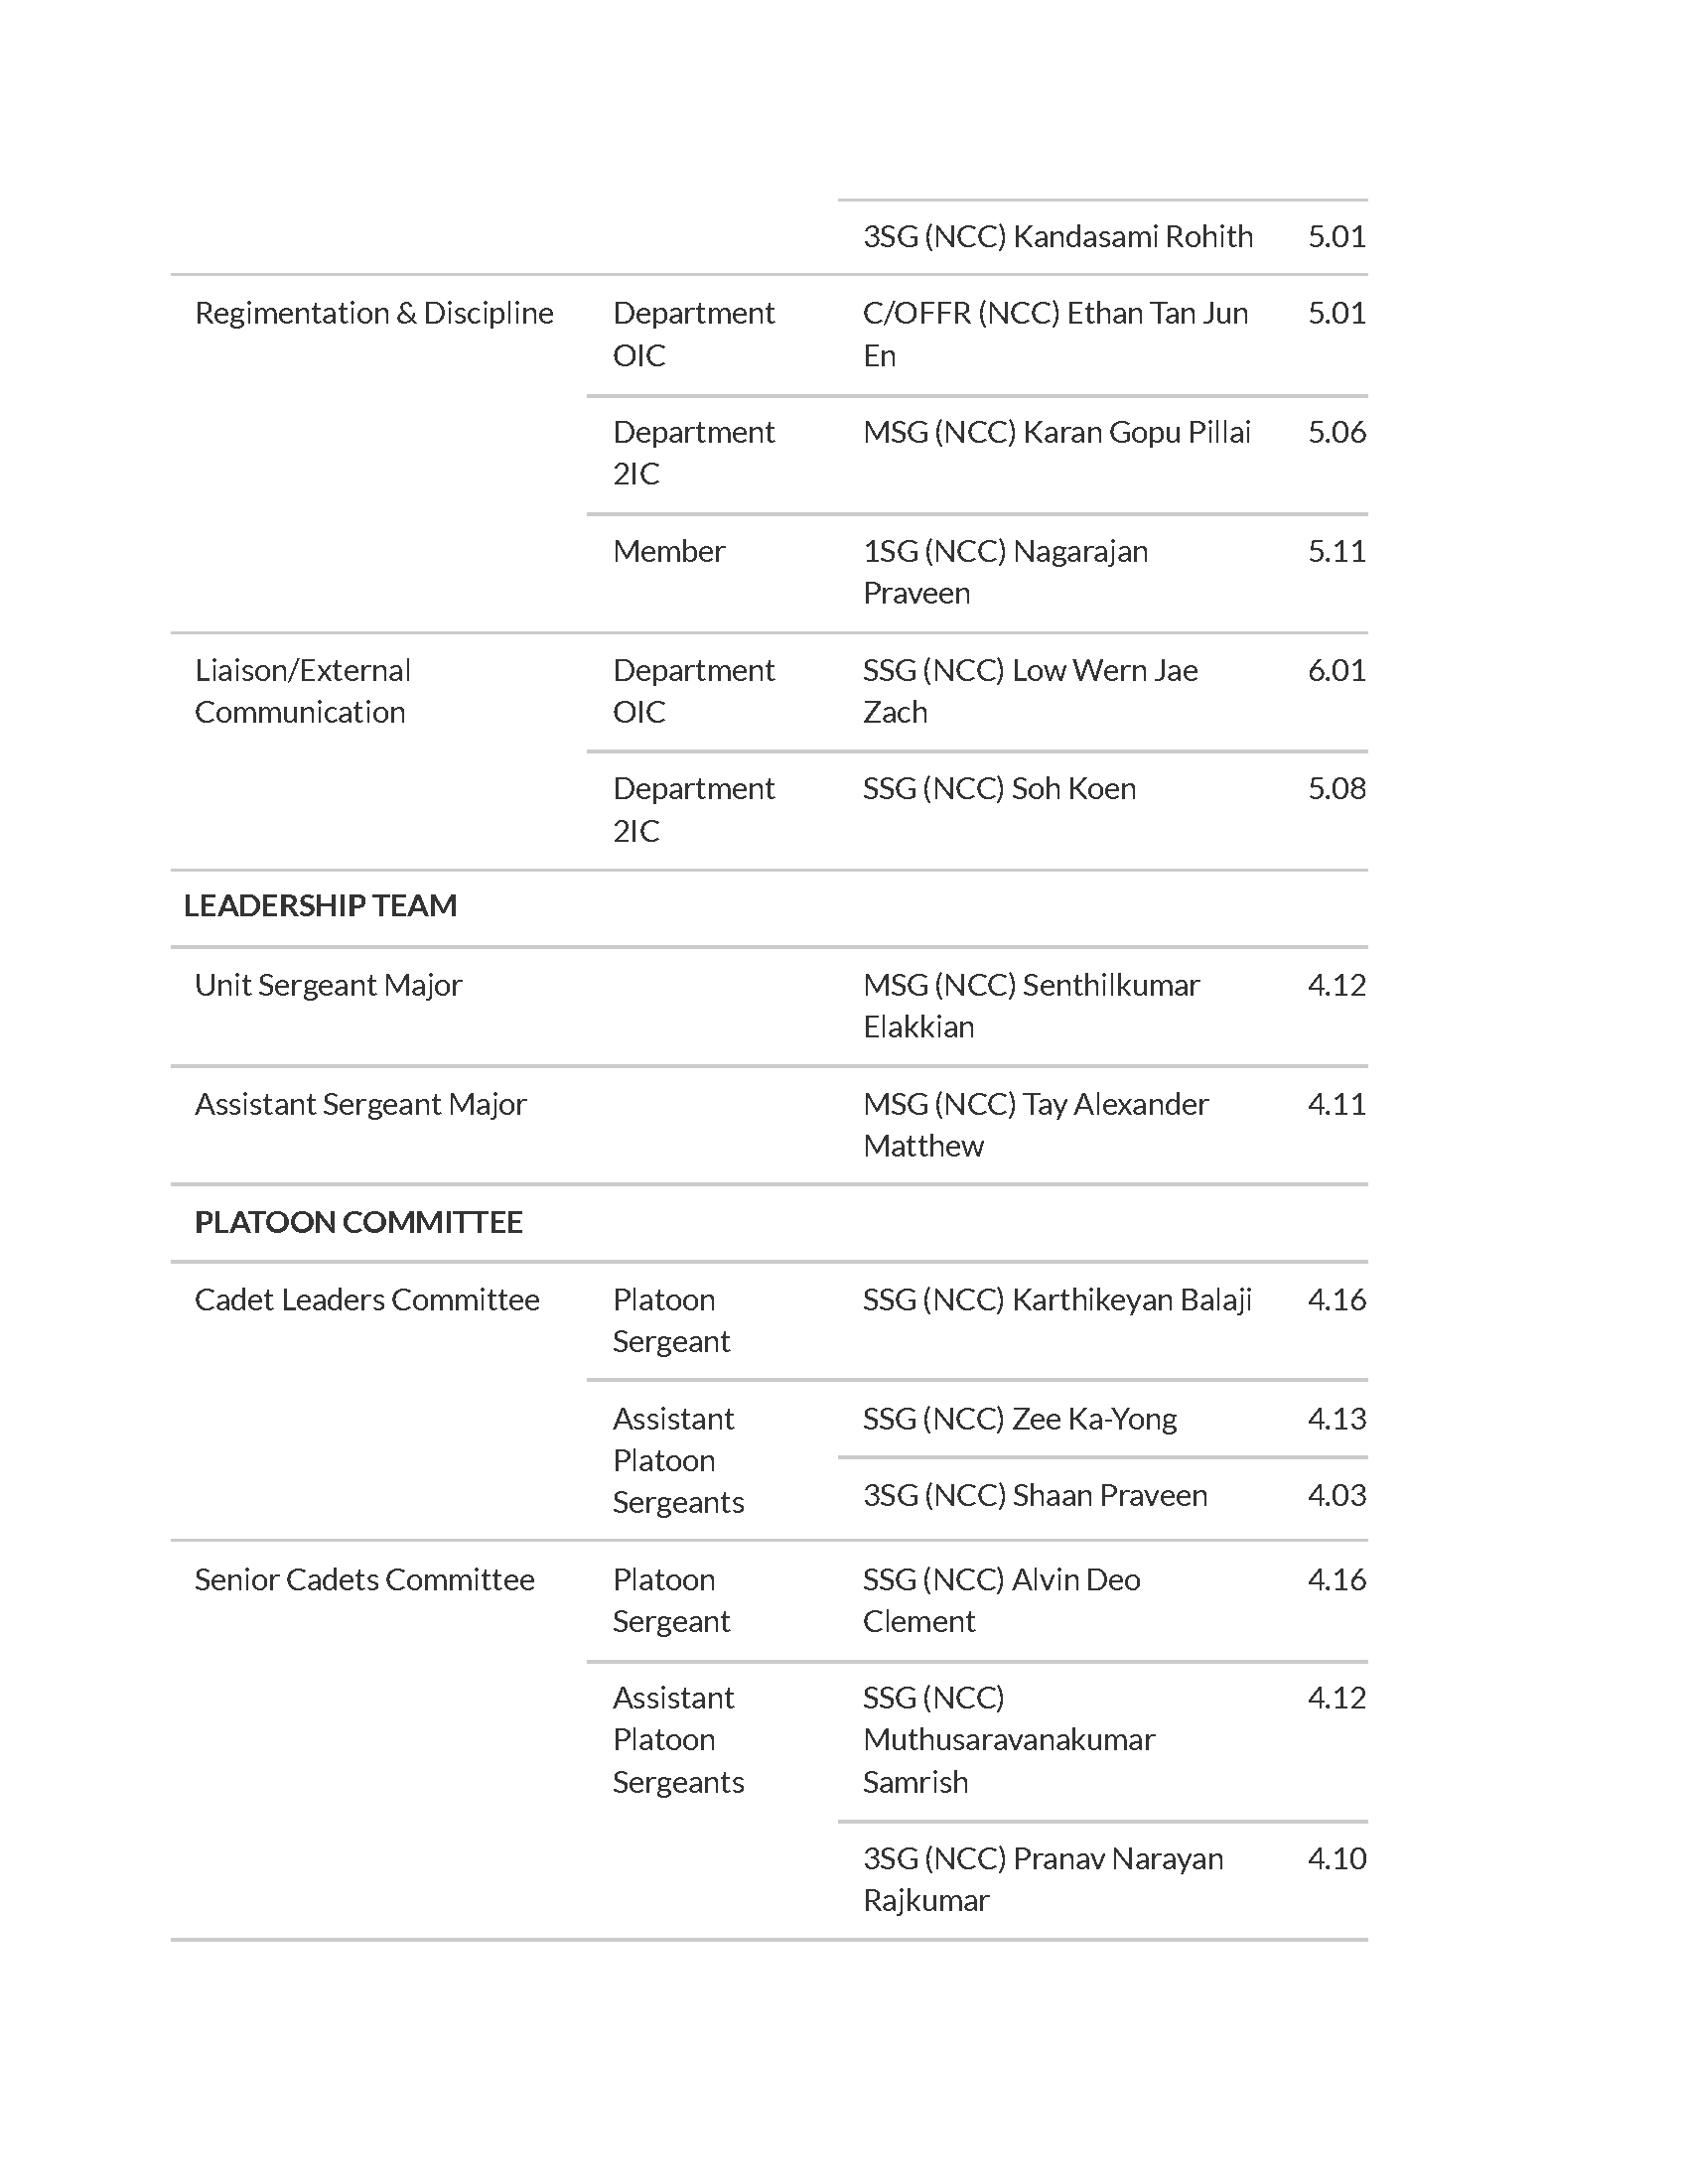 3SG (NCC) Kandasami Rohith 5.01
Regimentation & Discipline Department C/OFFR (NCC) Ethan Tan Jun 5.01
OIC En
Department MSG (NCC) Karan Gopu Pillai 5.06
2IC
Member 1SG (NCC) Nagarajan 5.11
Praveen
Liaison/External Department SSG (NCC) Low Wern Jae 6.01
Communication OIC Zach
Department SSG (NCC) Soh Koen 5.08
2IC
LEADERSHIP TEAM
Unit Sergeant Major MSG (NCC) Senthilkumar 4.12
Elakkian
Assistant Sergeant Major MSG (NCC) Tay Alexander 4.11
Matthew
PLATOON COMMITTEE
Cadet Leaders Committee Platoon SSG (NCC) Karthikeyan Balaji 4.16
Sergeant
Assistant SSG (NCC) Zee Ka-Yong 4.13
Platoon
Sergeants 3SG (NCC) Shaan Praveen 4.03
Senior Cadets Committee Platoon SSG (NCC) Alvin Deo 4.16
Sergeant Clement
Assistant SSG (NCC) 4.12
Platoon Muthusaravanakumar
Sergeants Samrish
3SG (NCC) Pranav Narayan 4.10
Rajkumar